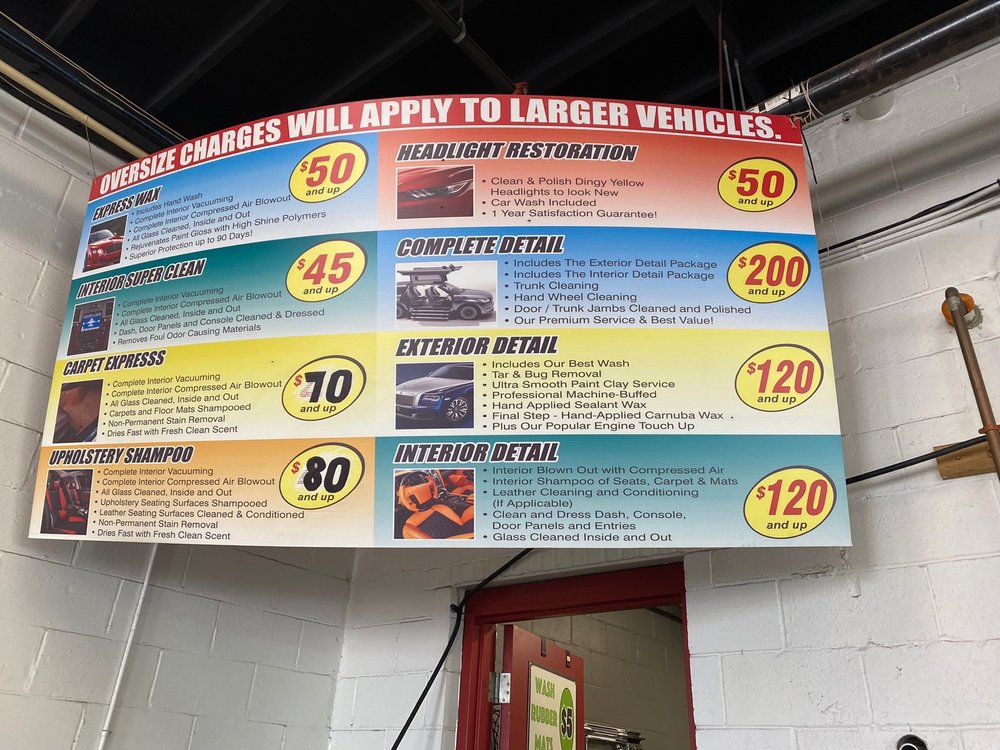 OVERSIZE CHARGES WILL APPLY TO LARGER VEHICLES.
EXPRESS WAX
• Includes Hand Wash
• Complete Interior Vacuuming
• Complete Interior Compressed Air Blowout
• All Glass Cleaned, Inside and Out
• Rejuvenates Paint Gloss with High Shine Polymers
• Superior Protection up to 90 Days!
$50
and up
INTERIOR SUPER CLEAN
• Complete Interior Vacuuming
• Complete Interior Compressed Air Blowout
• All Glass Cleaned, Inside and Out
• Dash, Door Panels and Console Cleaned & Dressed
• Removes Foul Odor Causing Materials
$45
and up
CARPET EXPRESSS
• Complete Interior Vacuuming
• Complete Interior Compressed Air Blowout
• All Glass Cleaned, Inside and Out
• Carpets and Floor Mats Shampooed
• Non-Permanent Stain Removal
• Dries Fast with Fresh Clean Scent
$70
and up
UPHOLSTERY SHAMPOO
• Complete Interior Vacuuming
• Complete Interior Compressed Air Blowout
• All Glass Cleaned, Inside and Out
• Upholstery Seating Surfaces Shampooed
• Leather Seating Surfaces Cleaned & Conditioned
• Non-Permanent Stain Removal
• Dries Fast with Fresh Clean Scent
$80
and up
HEADLIGHT RESTORATION
• Clean & Polish Dingy Yellow
Headlights to look New
• Car Wash Included
• 1 Year Satisfaction Guarantee!
$50
and up
COMPLETE DETAIL
• Includes The Exterior Detail Package
• Includes The Interior Detail Package
• Trunk Cleaning
• Hand Wheel Cleaning
• Door / Trunk Jambs Cleaned and Polished
• Our Premium Service & Best Value!
$200
and up
EXTERIOR DETAIL
• Includes Our Best Wash
• Tar & Bug Removal
• Ultra Smooth Paint Clay Service
• Professional Machine-Buffed
• Hand Applied Sealant Wax
• Final Step - Hand-Applied Carnuba Wax
• Plus Our Popular Engine Touch Up
$120
and up
INTERIOR DETAIL
• Interior Blown Out with Compressed Air
• Interior Shampoo of Seats, Carpet & Mats
• Leather Cleaning and Conditioning
(If Applicable)
• Clean and Dress Dash, Console,
Door Panels and Entries
• Glass Cleaned Inside and Out
$120
and up
WASH
RUBBER
MATS
$5